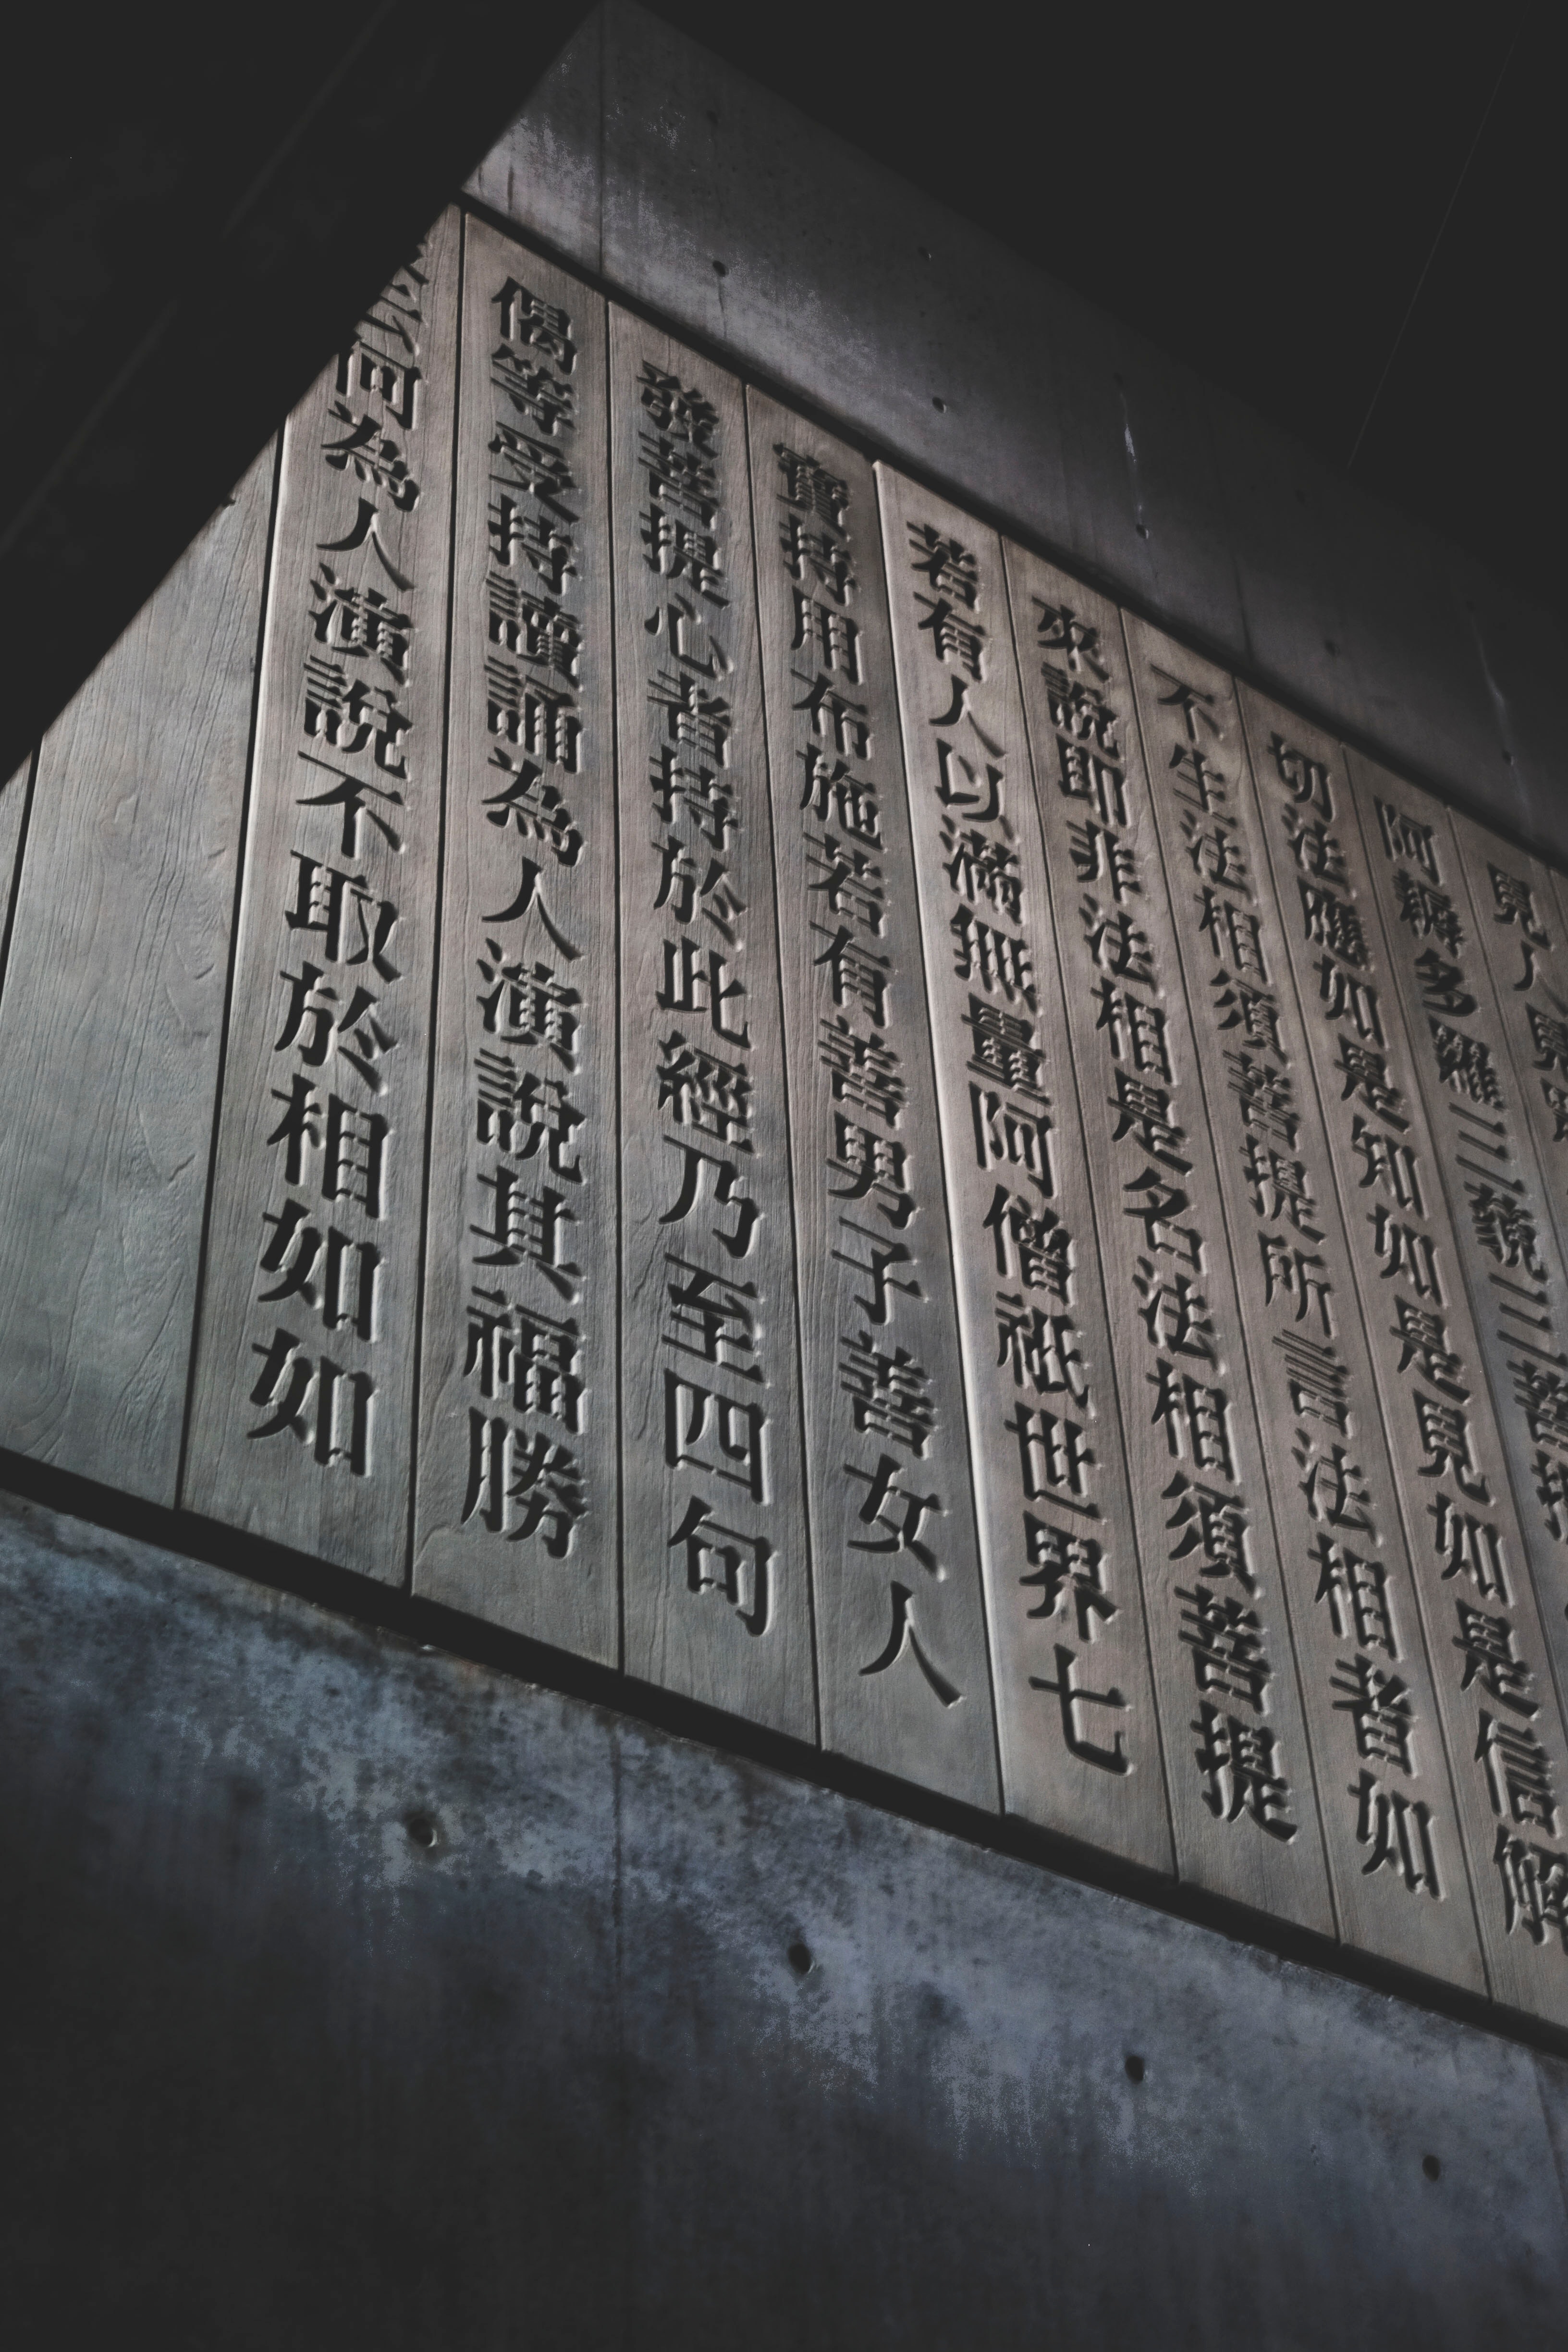 見人見眾
阿耨多羅三藐三菩提
切法應如是知如是見如是信解
不生法相須菩提所言法相者如
來說即非法相是名法相須菩提
若有人以滿無量阿僧祇世界七
寶持用布施若有善男子善女人
發菩提心者持於此經乃至四句
偈等受持讀誦為人演說其福勝
云何為人演說不取於相如如